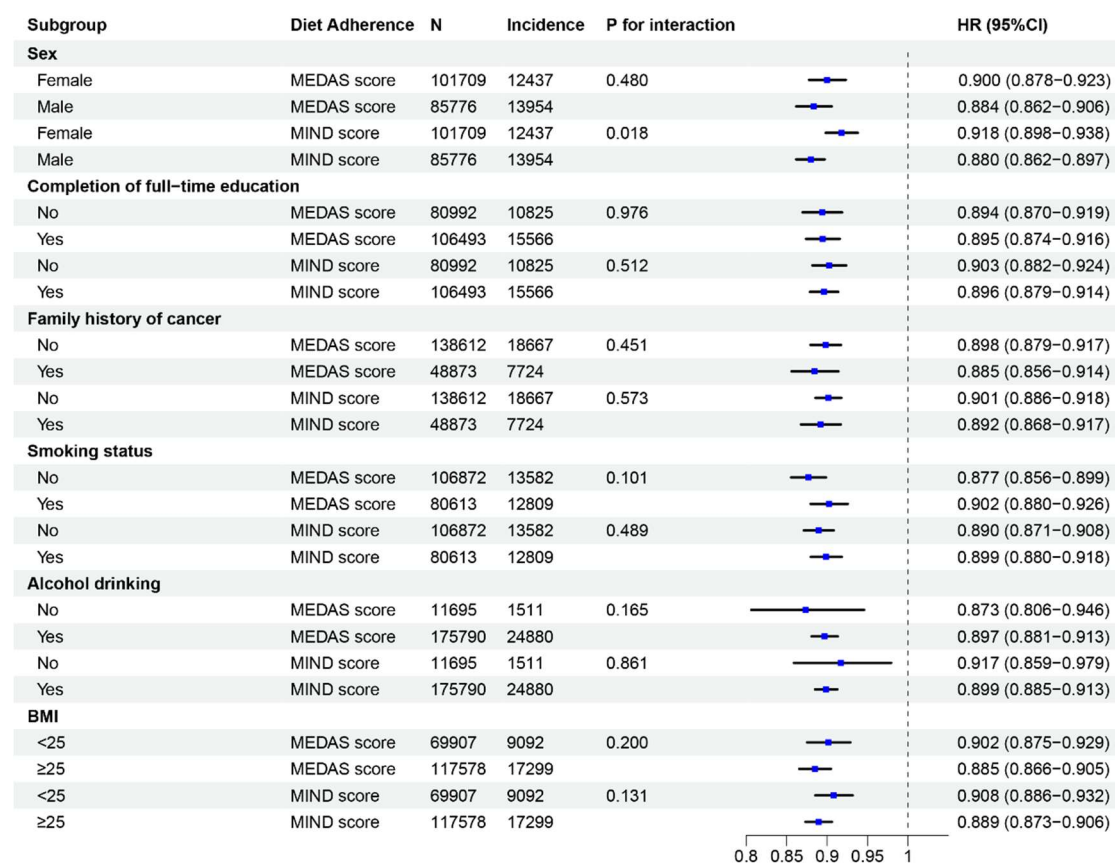 Subgroup Diet Adherence N Incidence P for interaction HR (95%CI)
Sex
Female MEDAS score 101709 12437 0.480 0.900 (0.878−0.923)
Male MEDAS score 85776 13954 0.884 (0.862−0.906)
Female MIND score 101709 12437 0.018 0.918 (0.898−0.938)
Male MIND score 85776 13954 0.880 (0.862−0.897)
Completion of full−time education
No MEDAS score 80992 10825 0.976 0.894 (0.870−0.919)
Yes MEDAS score 106493 15566 0.895 (0.874−0.916)
No MIND score 80992 10825 0.512 0.903 (0.882−0.924)
Yes MIND score 106493 15566 0.896 (0.879−0.914)
Family history of cancer
No MEDAS score 138612 18667 0.451 0.898 (0.879−0.917)
Yes MEDAS score 48873 7724 0.885 (0.856−0.914)
No MIND score 138612 18667 0.573 0.901 (0.886−0.918)
Yes MIND score 48873 7724 0.892 (0.868−0.917)
Smoking status
No MEDAS score 106872 13582 0.101 0.877 (0.856−0.899)
Yes MEDAS score 80613 12809 0.902 (0.880−0.926)
No MIND score 106872 13582 0.489 0.890 (0.871−0.908)
Yes MIND score 80613 12809 0.899 (0.880−0.918)
Alcohol drinking
No MEDAS score 11695 1511 0.165 0.873 (0.806−0.946)
Yes MEDAS score 175790 24880 0.897 (0.881−0.913)
No MIND score 11695 1511 0.861 0.917 (0.859−0.979)
Yes MIND score 175790 24880 0.899 (0.885−0.913)
BMI
<25 MEDAS score 69907 9092 0.200 0.902 (0.875−0.929)
≥25 MEDAS score 117578 17299 0.885 (0.866−0.905)
<25 MIND score 69907 9092 0.131 0.908 (0.886−0.932)
≥25 MIND score 117578 17299 0.889 (0.873−0.906)
0.8 0.85 0.9 0.95 1